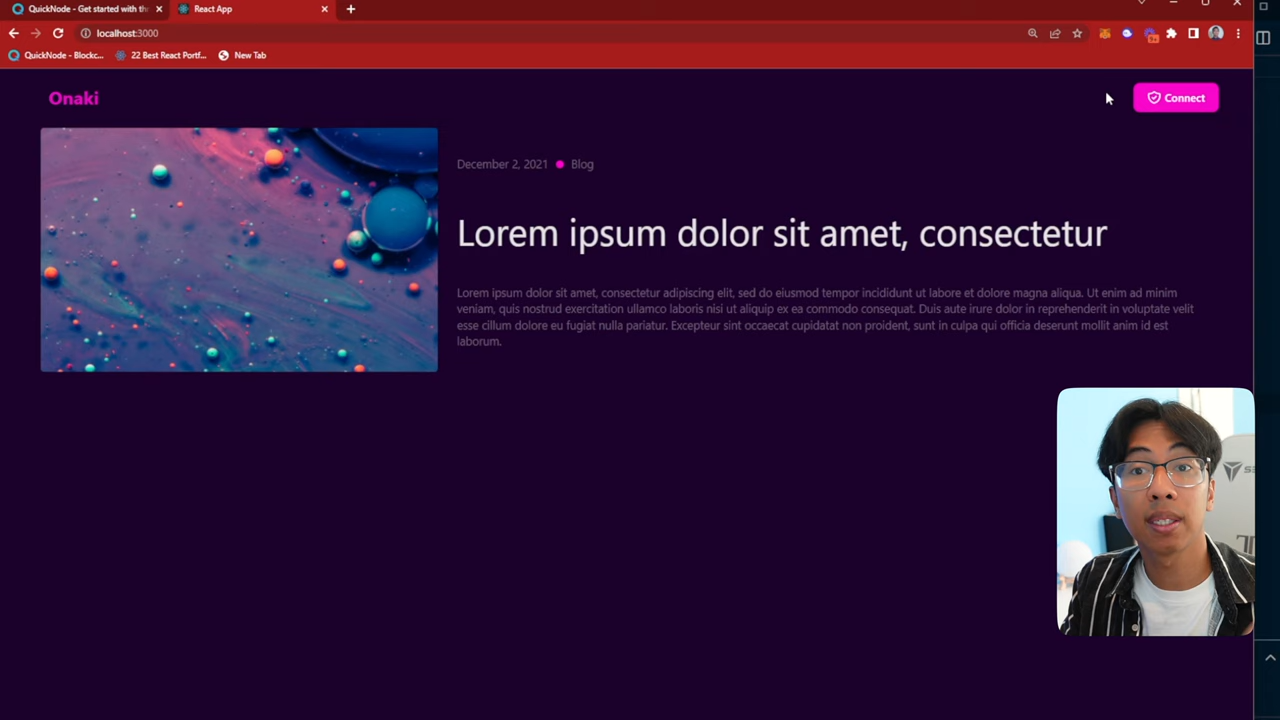 QuickNode - Get started with th
React App
localhost:3000
QuickNode - Blockc...
22 Best React Portf...
New Tab
Onaki
Connect
December 2, 2021
Blog
Lorem ipsum dolor sit amet, consectetur
Lorem ipsum dolor sit amet, consectetur adipiscing elit, sed do eiusmod tempor incididunt ut labore et dolore magna aliqua. Ut enim ad minim
veniam, quis nostrud exercitation ullamco laboris nisi ut aliquip ex ea commodo consequat. Duis aute irure dolor in reprehenderit in voluptate velit
esse cillum dolore eu fugiat nulla pariatur. Excepteur sint occaecat cupidatat non proident, sunt in culpa qui officia deserunt mollit anim id est
laborum.